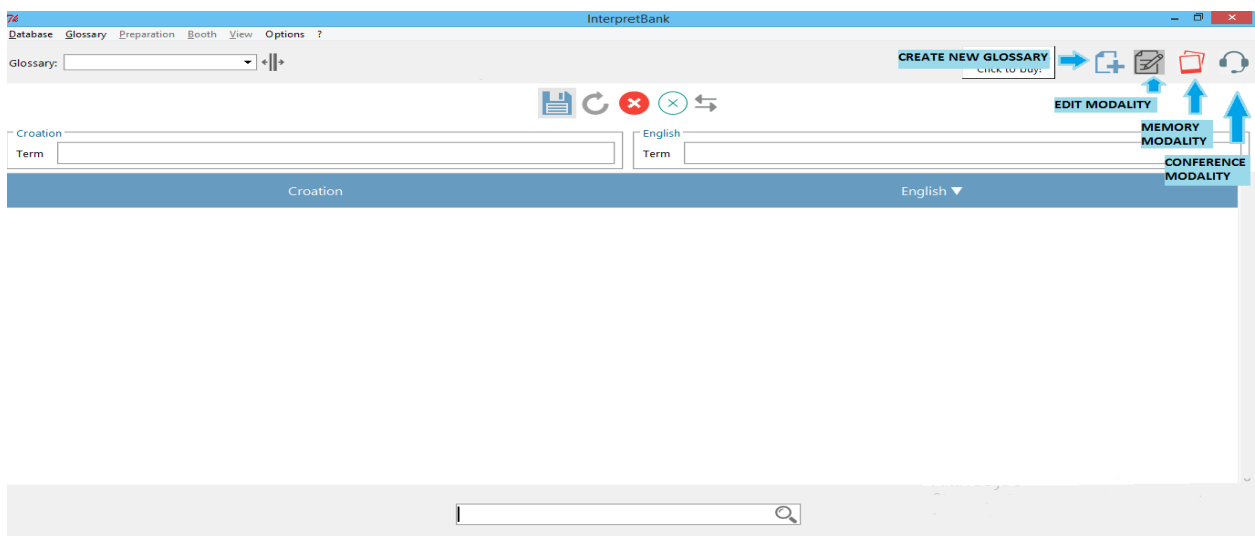 InterpretBank
Database Glossary Preparation Booth View Options ?
Glossary:
CREATE NEW GLOSSARY
Click to buy!
EDIT MODALITY
MEMORY
MODALITY
CONFERENCE
MODALITY
Croation
Term
English
Term
Croation English ▼